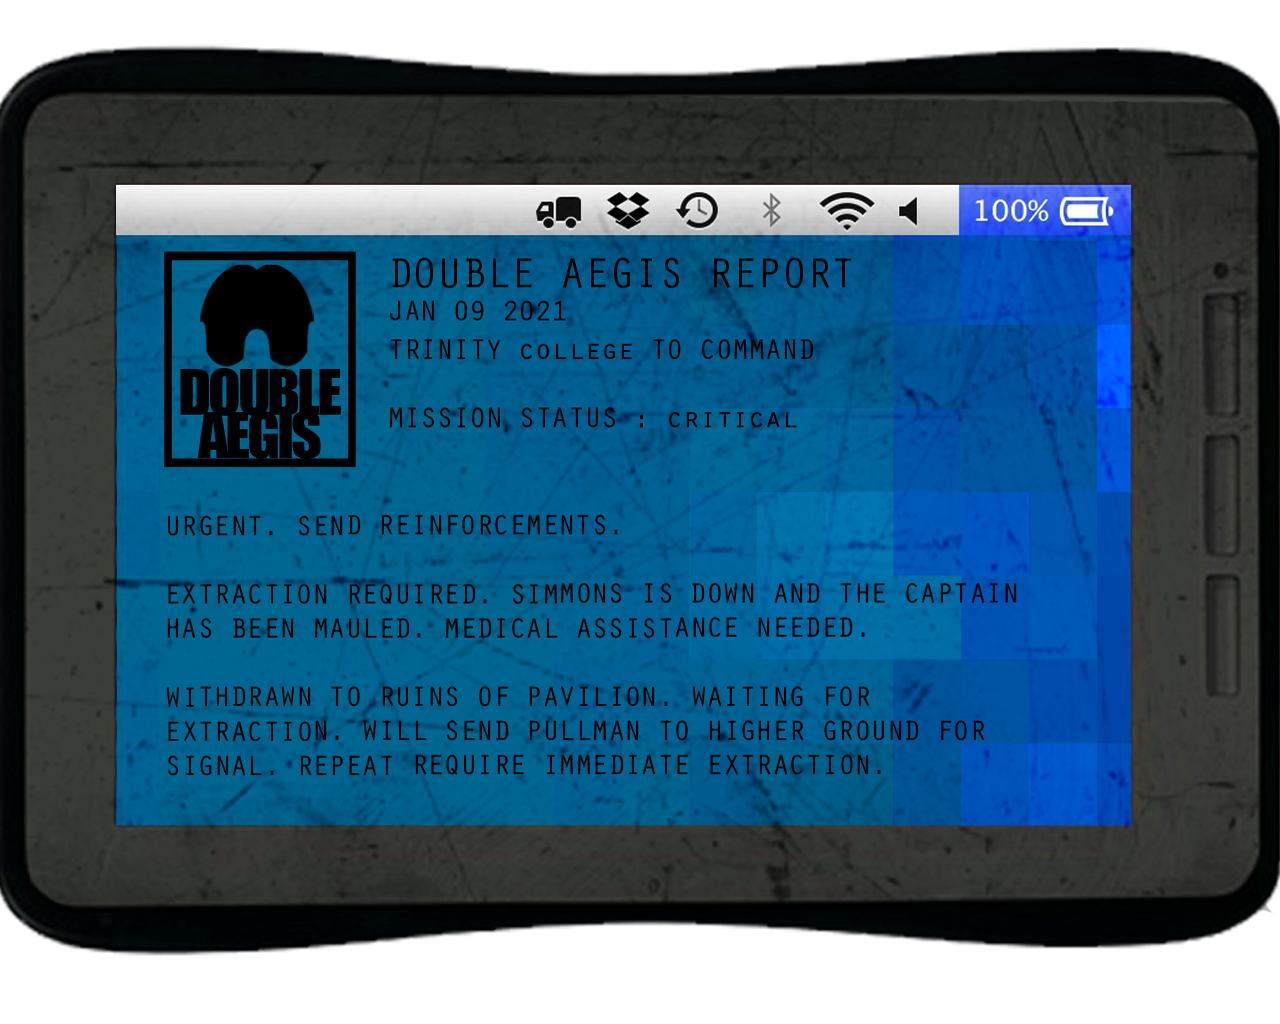 100%
DOUBLE AEGIS REPORT
JAN 09 2021
TRINITY COLLEGE TO COMMAND
MISSION STATUS : CRITICAL
DOUBLE
AEGIS
URGENT. SEND REINFORCEMENTS.
EXTRACTION REQUIRED. SIMMONS IS DOWN AND THE CAPTAIN
HAS BEEN MAULED. MEDICAL ASSISTANCE NEEDED.
WITHDRAWN TO RUINS OF PAVILION. WAITING FOR
EXTRACTION. WILL SEND PULLMAN TO HIGHER GROUND FOR
SIGNAL. REPEAT REQUIRE IMMEDIATE EXTRACTION.